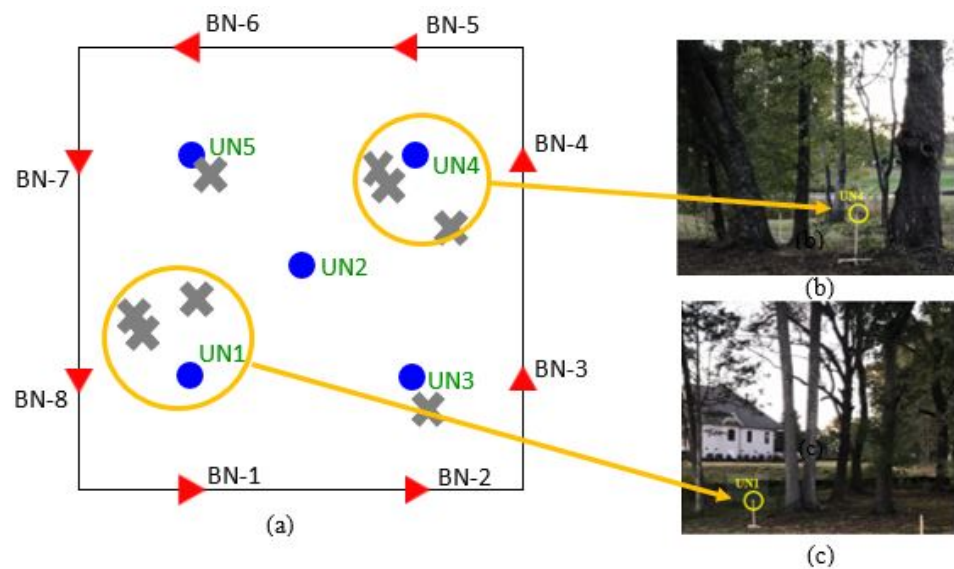 BN-6
BN-5
BN-7
UN5
UN4
BN-4
UN2
UN4
(b)
(b)
BN-8
UN1
UN3
BN-3
(c)
UN1
BN-1
BN-2
(a)
(c)